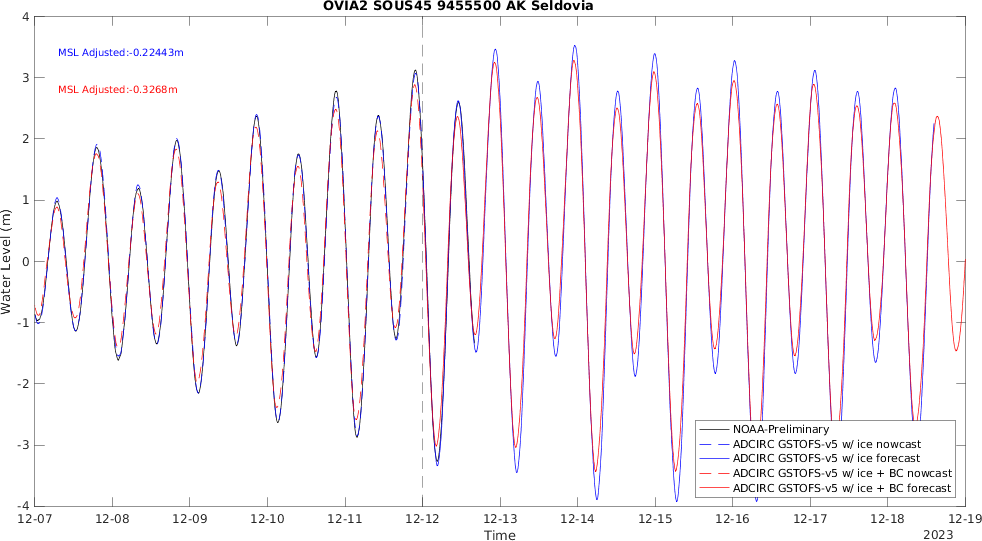 OVIA2 SOUS45 9455500 AK Seldovia
MSL Adjusted:-0.22443m
MSL Adjusted:-0.3268m
Water Level (m)
4
3
2
1
0
-1
-2
-3
-4
NOAA-Preliminary
ADCIRC GSTOFS-v5 w/ ice nowcast
ADCIRC GSTOFS-v5 w/ ice forecast
ADCIRC GSTOFS-v5 w/ ice + BC nowcast
ADCIRC GSTOFS-v5 w/ ice + BC forecast
12-07 12-08 12-09 12-10 12-11 12-12 12-13 12-14 12-15 12-16 12-17 12-18 12-19
Time
2023